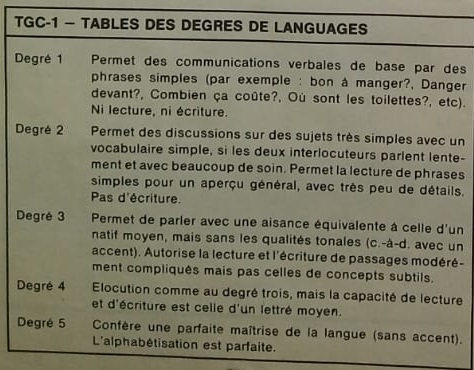 TGC-1 – TABLES DES DEGRES DE LANGUAGES
Degré 1 Permet des communications verbales de base par des
phrases simples (par exemple : bon à manger?, Danger
devant?, Combien ça coûte?, Où sont les toilettes?, etc).
Ni lecture, ni écriture.
Degré 2 Permet des discussions sur des sujets très simples avec un
vocabulaire simple, si les deux interlocuteurs parlent lente-
ment et avec beaucoup de soin. Permet la lecture de phrases
simples pour un aperçu général, avec très peu de détails.
Pas d'écriture.
Degré 3 Permet de parler avec une aisance équivalente à celle d'un
natif moyen, mais sans les qualités tonales (c.-à-d. avec un
accent). Autorise la lecture et l'écriture de passages modéré-
ment compliqués mais pas celles de concepts subtils.
Degré 4 Elocution comme au degré trois, mais la capacité de lecture
et d'écriture est celle d'un lettré moyen.
Degré 5 Confère une parfaite maîtrise de la langue (sans accent).
L'alphabétisation est parfaite.